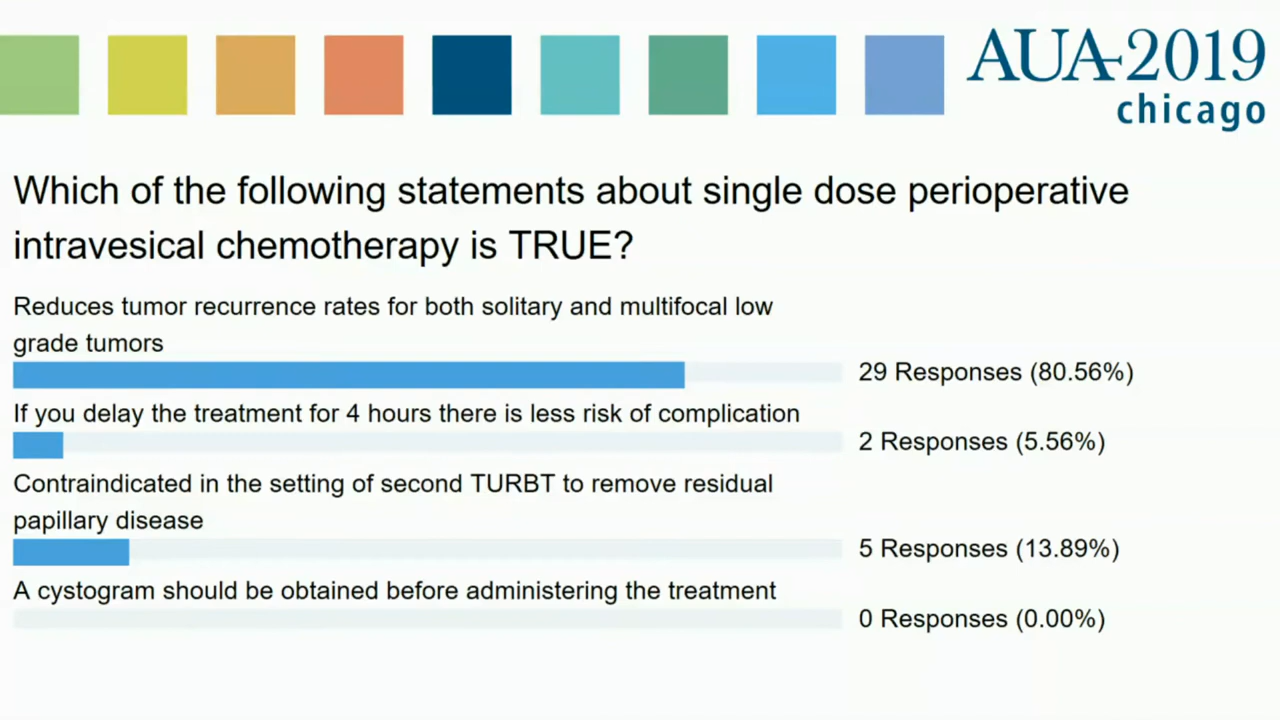 AUA-2019
chicago
Which of the following statements about single dose perioperative
intravesical chemotherapy is TRUE?
Reduces tumor recurrence rates for both solitary and multifocal low
grade tumors
29 Responses (80.56%)
If you delay the treatment for 4 hours there is less risk of complication
2 Responses (5.56%)
Contraindicated in the setting of second TURBT to remove residual
papillary disease
5 Responses (13.89%)
A cystogram should be obtained before administering the treatment
0 Responses (0.00%)